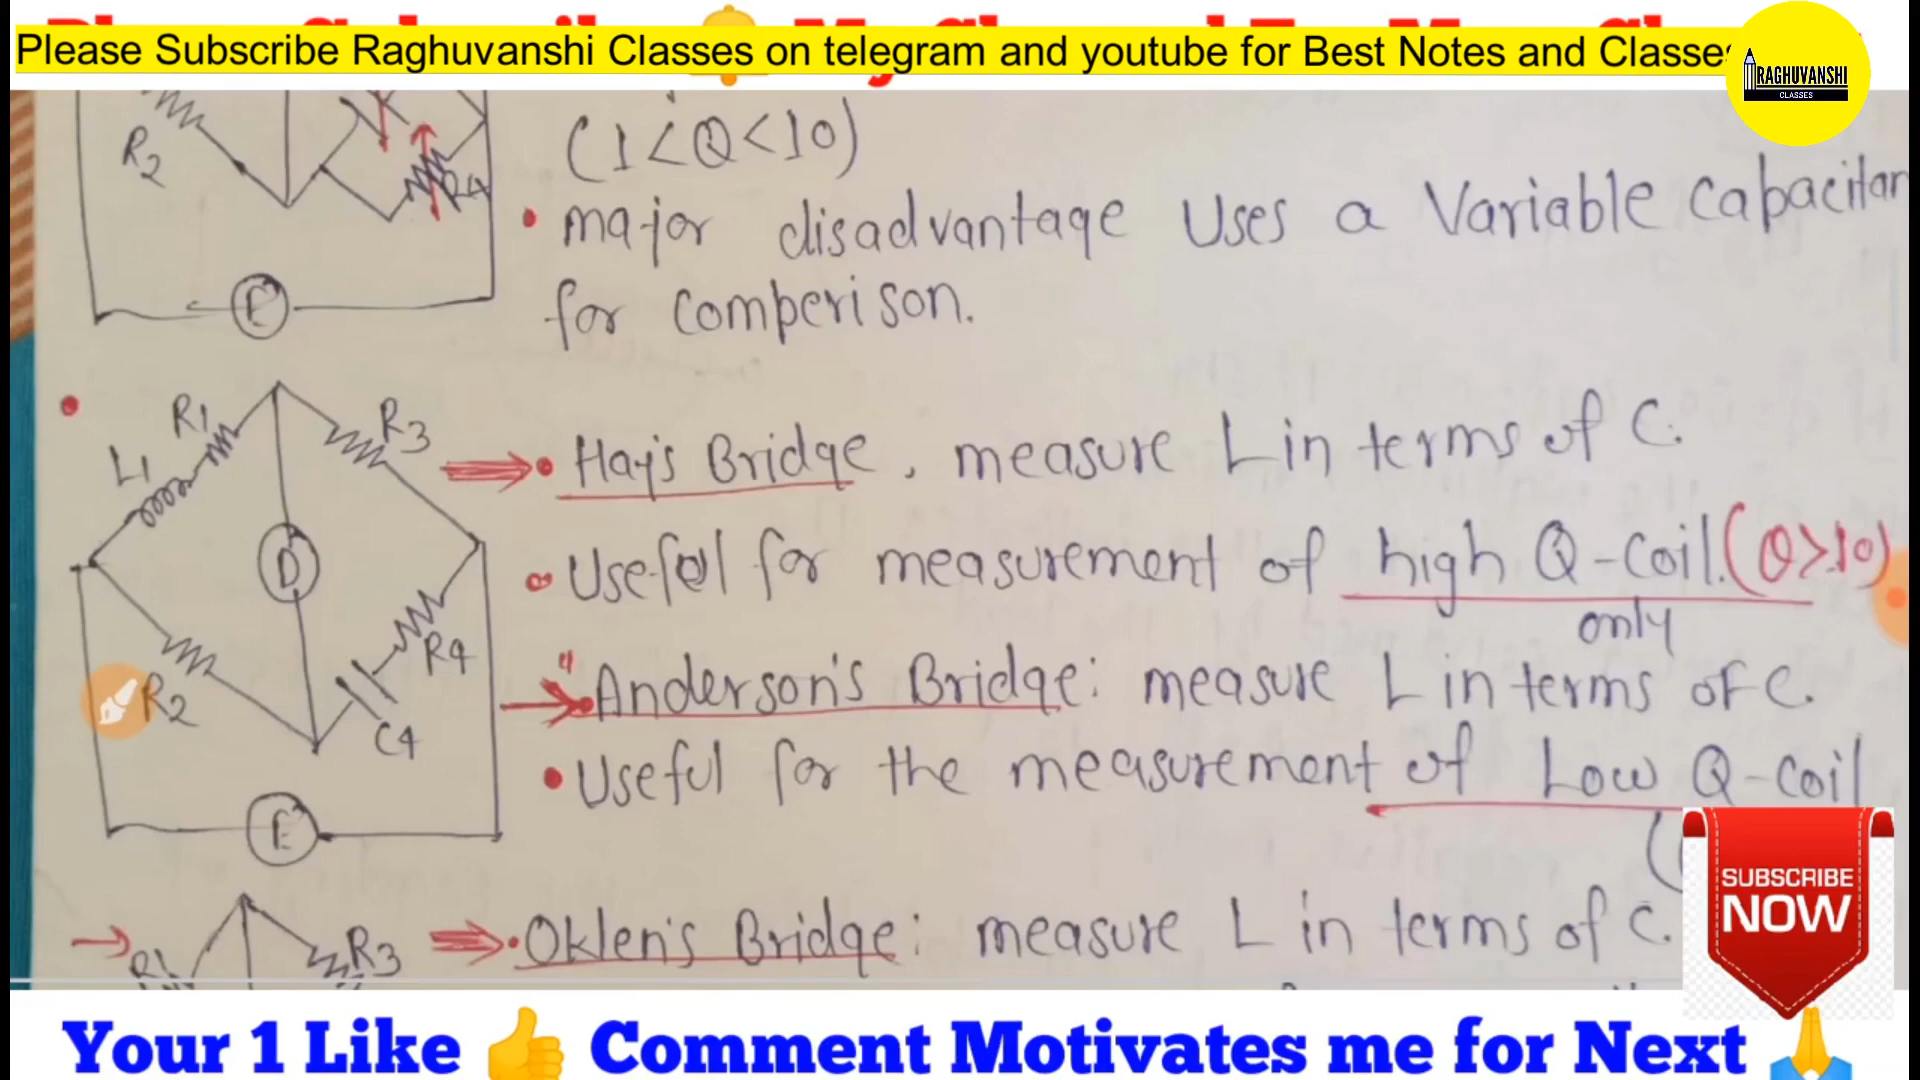 Please Subscribe Raghuvanshi Classes on telegram and youtube for Best Notes and Classes
RAGHUVANSHI
CLASSES
R2
R4
E
(1<Q<10)
• major disadvantage Uses a Variable Capacitan
for Comperison.
L1
R1
R3
D
R2
R4
C4
E
• Hay's Bridge, measure L in terms of C.
Useful for measurement of high Q-Coil. (Q>10)
only
Anderson's Bridge: measure L in terms of C.
• Useful for the measurement of Low Q-Coil
R1
R3
• Oklen's Bridge: measure L in terms of C.
SUBSCRIBE
NOW
Your 1 Like 👍 Comment Motivates me for Next 🙏